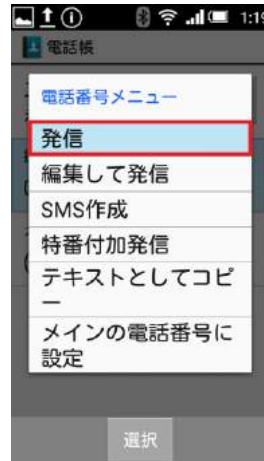 1:19
電話帳
電話番号メニュー
発信
編集して発信
SMS作成
特番付加発信
テキストとしてコピ
ー
メインの電話番号に
設定
選択